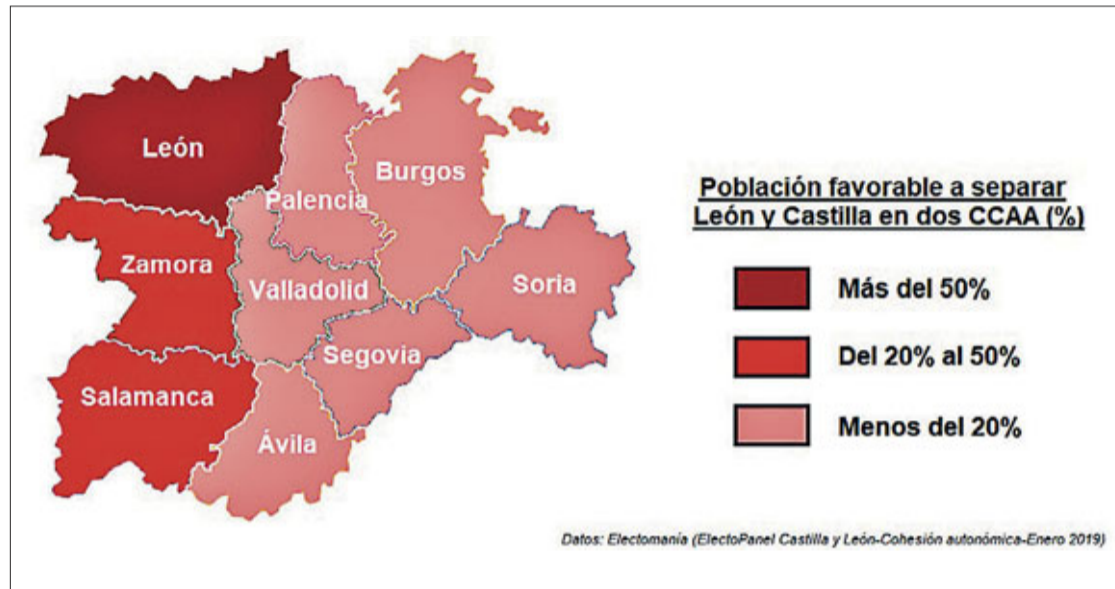 León
Burgos
Palencia
Zamora
Valladolid
Soria
Segovia
Salamanca
Ávila
Población favorable a separar
León y Castilla en dos CCAA (%)
Más del 50%
Del 20% al 50%
Menos del 20%
Datos: Electomanía (ElectoPanel Castilla y León-Cohesión autonómica-Enero 2019)